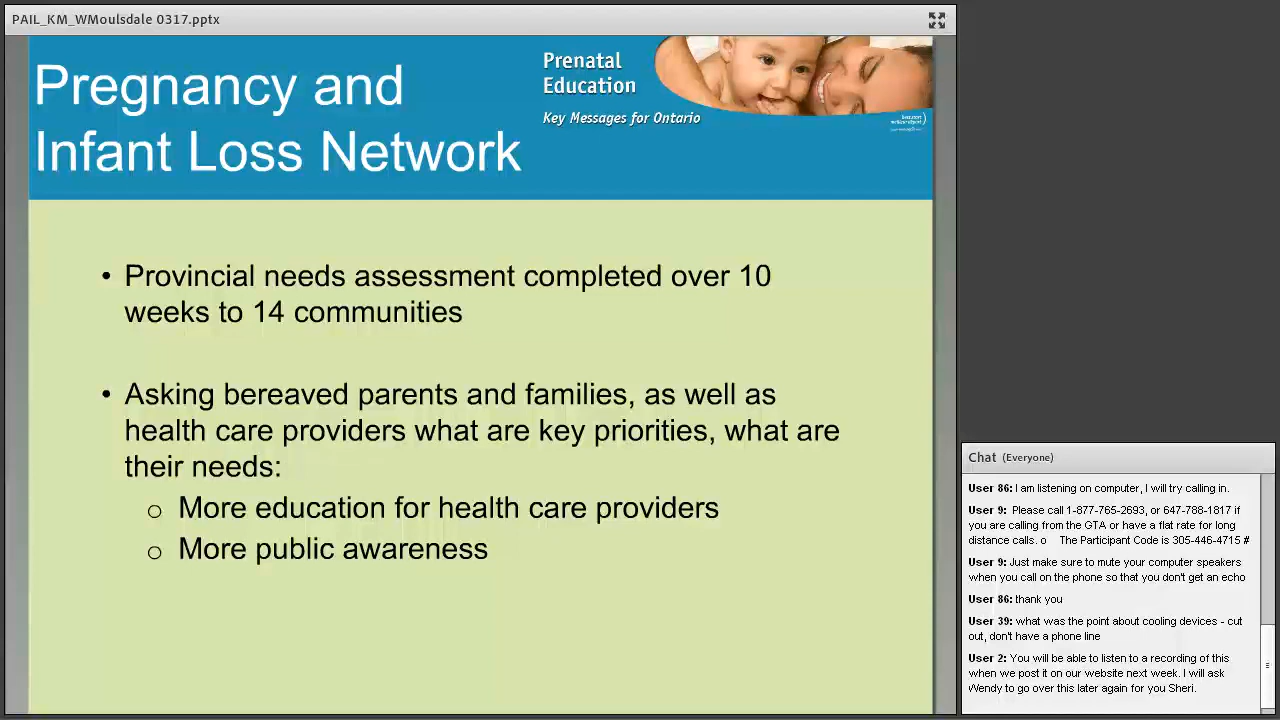 PAIL_KM_WMoulsdale 0317.pptx
Pregnancy and
Infant Loss Network
Prenatal
Education
Key Messages for Ontario
• Provincial needs assessment completed over 10
weeks to 14 communities
• Asking bereaved parents and families, as well as
health care providers what are key priorities, what are
their needs:
o More education for health care providers
o More public awareness
Chat (Everyone)
User 86: I am listening on computer, I will try calling in.
User 9: Please call 1-877-765-2693, or 647-788-1817 if
you are calling from the GTA or have a flat rate for long
distance calls. o The Participant Code is 305-446-4715 #
User 9: Just make sure to mute your computer speakers
when you call on the phone so that you don't get an echo
User 86: thank you
User 39: what was the point about cooling devices - cut
out, don't have a phone line
User 2: You will be able to listen to a recording of this
when we post it on our website next week. I will ask
Wendy to go over this later again for you Sheri.